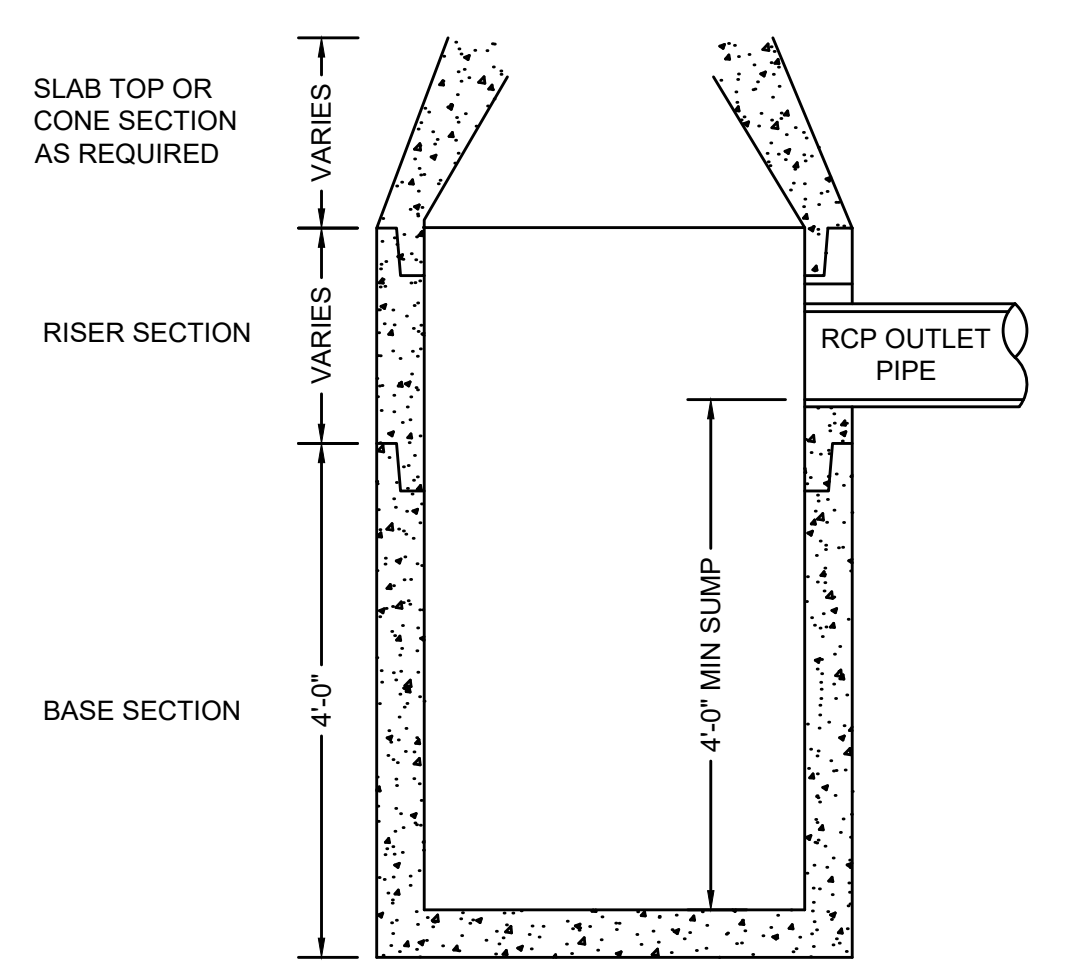 SLAB TOP OR
CONE SECTION
AS REQUIRED
VARIES
RISER SECTION
VARIES
RCP OUTLET
PIPE
BASE SECTION
4'-0"
4'-0" MIN SUMP